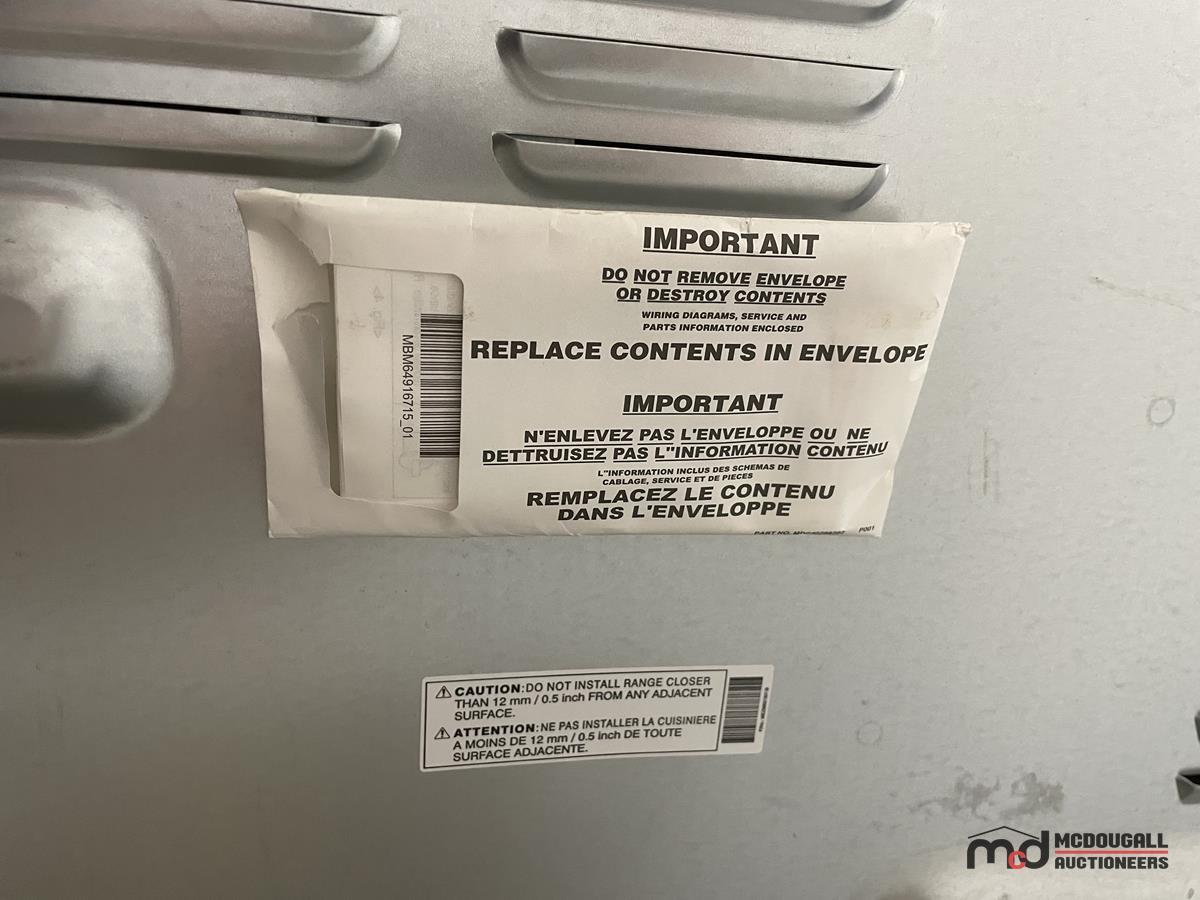 IMPORTANT
DO NOT REMOVE ENVELOPE
OR DESTROY CONTENTS
WIRING DIAGRAMS, SERVICE AND
PARTS INFORMATION ENCLOSED
REPLACE CONTENTS IN ENVELOPE
IMPORTANT
N'ENLEVEZ PAS L'ENVELOPPE OU NE
DETTRUISEZ PAS L"INFORMATION CONTENU
L"INFORMATION INCLUS DES SCHEMAS DE
CABLAGE, SERVICE ET DE PIECES
REMPLACEZ LE CONTENU
DANS L'ENVELOPPE
PART NO. P001
MBM64916715_01
CAUTION:DO NOT INSTALL RANGE CLOSER
THAN 12 mm / 0.5 inch FROM ANY ADJACENT
SURFACE.
ATTENTION:NE PAS INSTALLER LA CUISINIERE
A MOINS DE 12 mm / 0.5 inch DE TOUTE
SURFACE ADJACENTE.
mcd MCDOUGALL
AUCTIONEERS